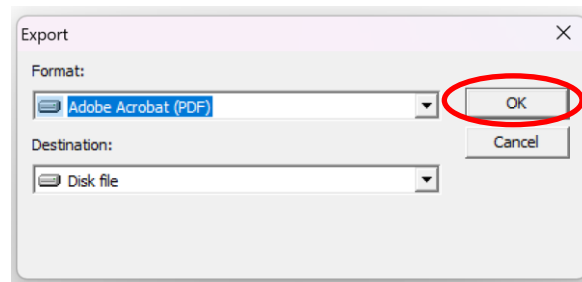 Export
Format:
Adobe Acrobat (PDF)
OK
Destination:
Cancel
Disk file